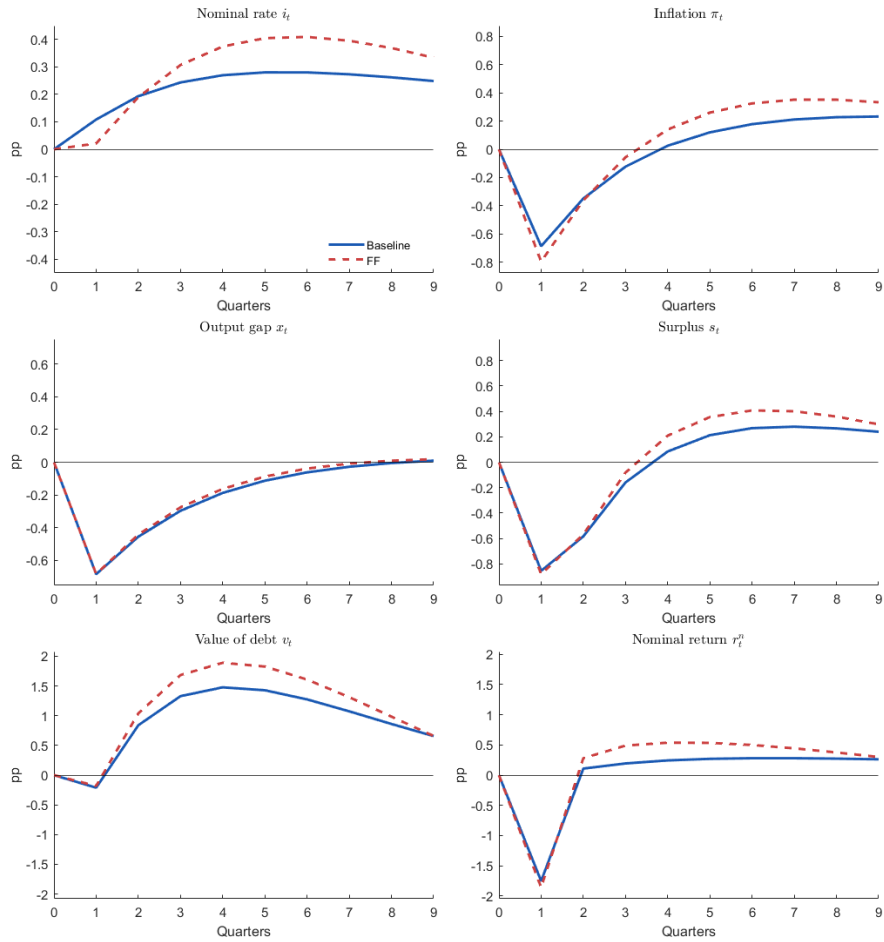 Nominal rate i_t
0.4
0.3
0.2
0.1
0
-0.1
-0.2
-0.3
-0.4
pp
Baseline
FF
0 1 2 3 4 5 6 7 8 9
Quarters
Inflation π_t
0.8
0.6
0.4
0.2
0
-0.2
-0.4
-0.6
-0.8
pp
0 1 2 3 4 5 6 7 8 9
Quarters
Output gap x_t
0.6
0.4
0.2
0
-0.2
-0.4
-0.6
pp
0 1 2 3 4 5 6 7 8 9
Quarters
Surplus s_t
0.8
0.6
0.4
0.2
0
-0.2
-0.4
-0.6
-0.8
pp
0 1 2 3 4 5 6 7 8 9
Quarters
Value of debt v_t
2
1.5
1
0.5
0
-0.5
-1
-1.5
-2
pp
0 1 2 3 4 5 6 7 8 9
Quarters
Nominal return r_t^n
2
1.5
1
0.5
0
-0.5
-1
-1.5
-2
pp
0 1 2 3 4 5 6 7 8 9
Quarters